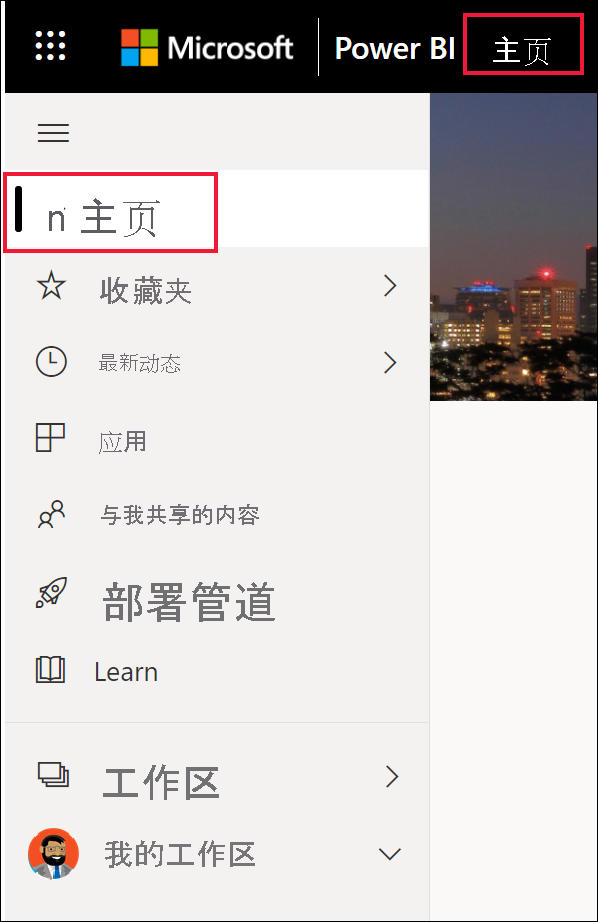 Microsoft Power BI 主页
n 主页
收藏夹
最新动态
应用
与我共享的内容
部署管道
Learn
工作区
我的工作区